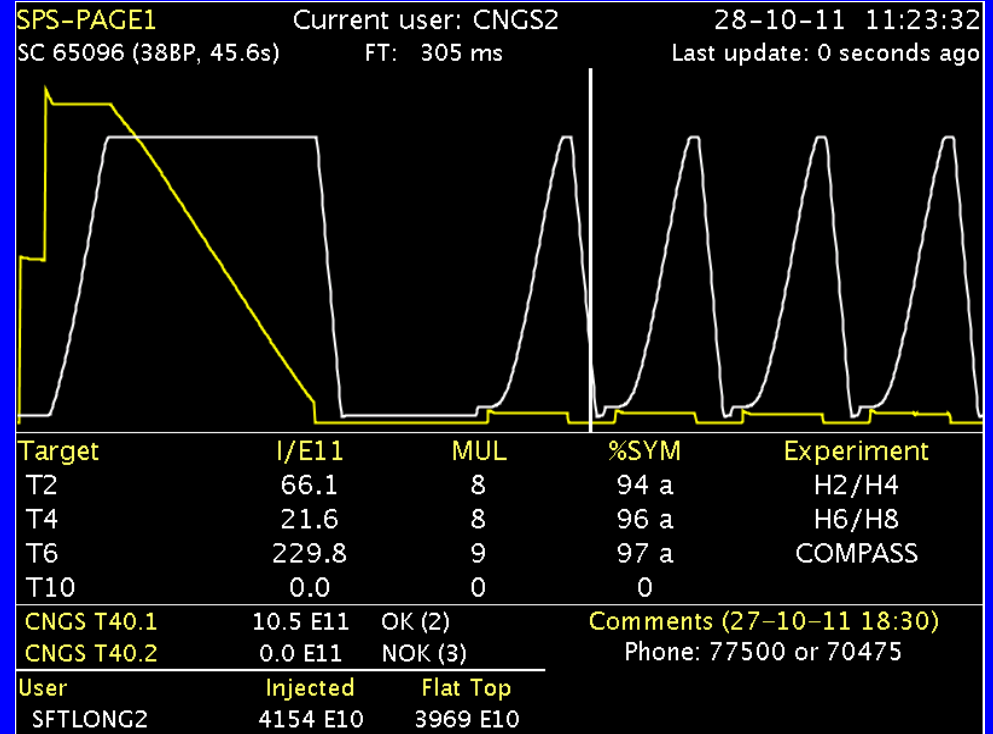 SPS-PAGE1 Current user: CNGS2 28-10-11 11:23:32
SC 65096 (38BP, 45.6s) FT: 305 ms Last update: 0 seconds ago
Target I/E11 MUL %SYM Experiment
T2 66.1 8 94 a H2/H4
T4 21.6 8 96 a H6/H8
T6 229.8 9 97 a COMPASS
T10 0.0 0 0
CNGS T40.1 10.5 E11 OK (2) Comments (27-10-11 18:30)
CNGS T40.2 0.0 E11 NOK (3) Phone: 77500 or 70475
User Injected Flat Top
SFTLONG2 4154 E10 3969 E10